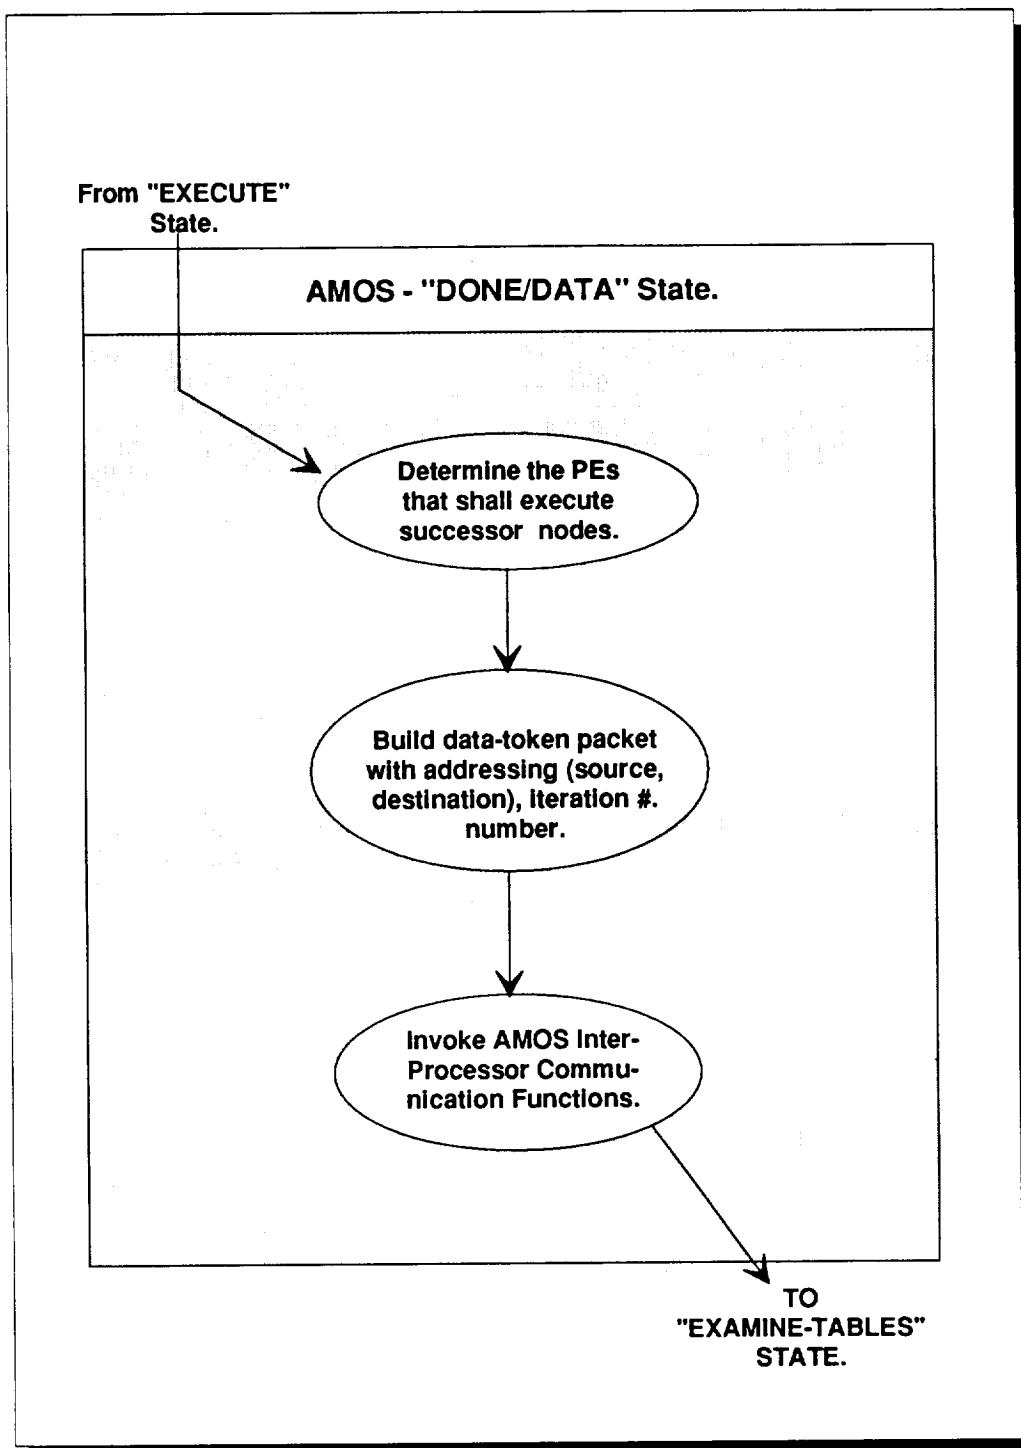 From "EXECUTE"
State.
AMOS - "DONE/DATA" State.
Determine the PEs
that shall execute
successor nodes.
Build data-token packet
with addressing (source,
destination), iteration #.
number.
Invoke AMOS Inter-
Processor Commu-
nication Functions.
TO
"EXAMINE-TABLES"
STATE.